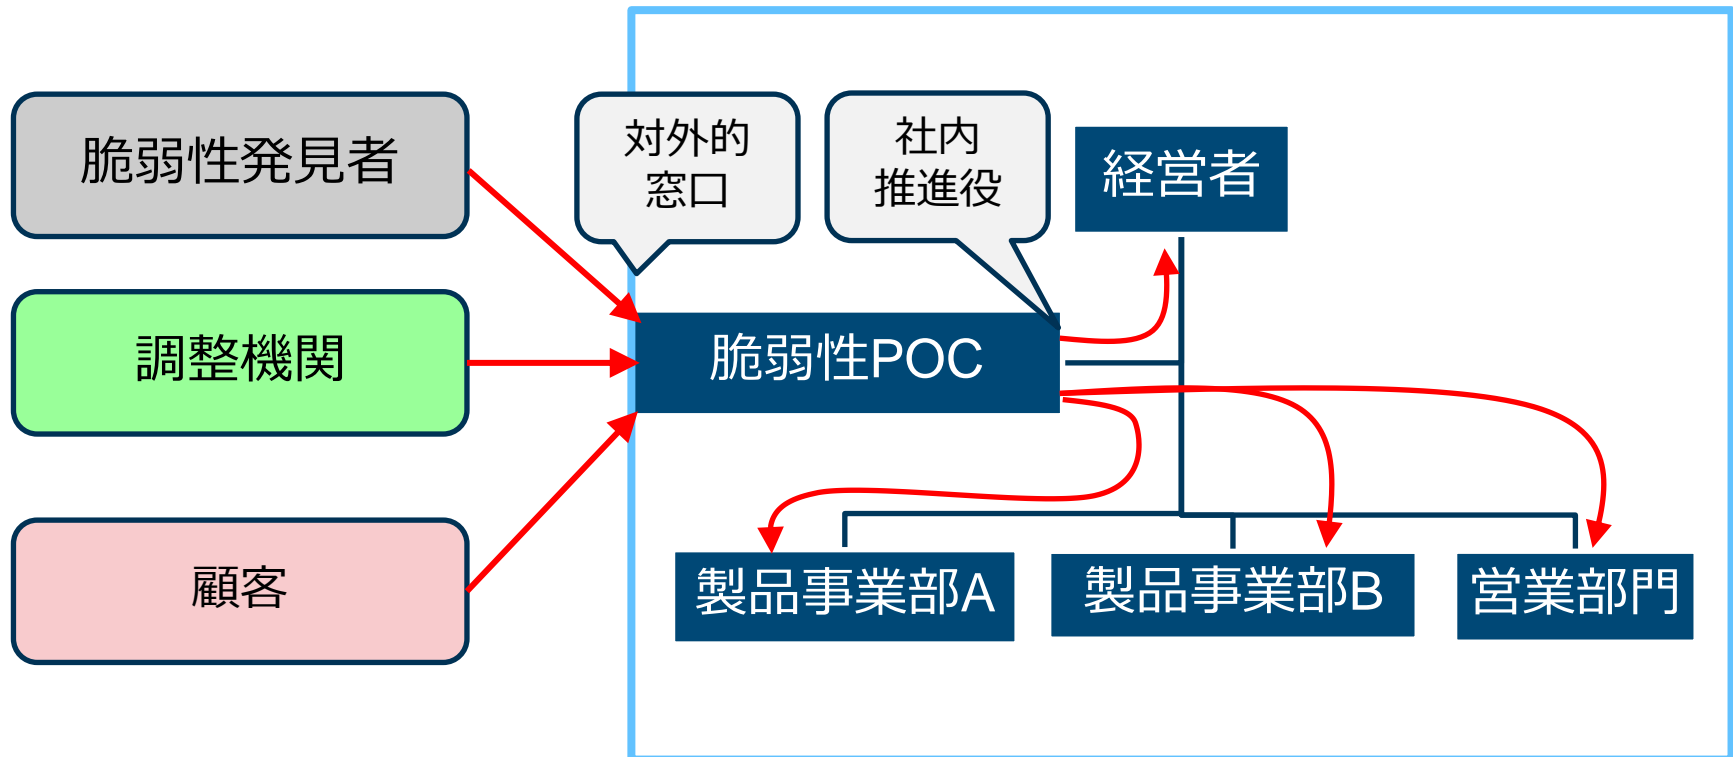 脆弱性発見者
対外的
窓口
社内
推進役
経営者
調整機関
脆弱性POC
顧客
製品事業部A
製品事業部B
営業部門